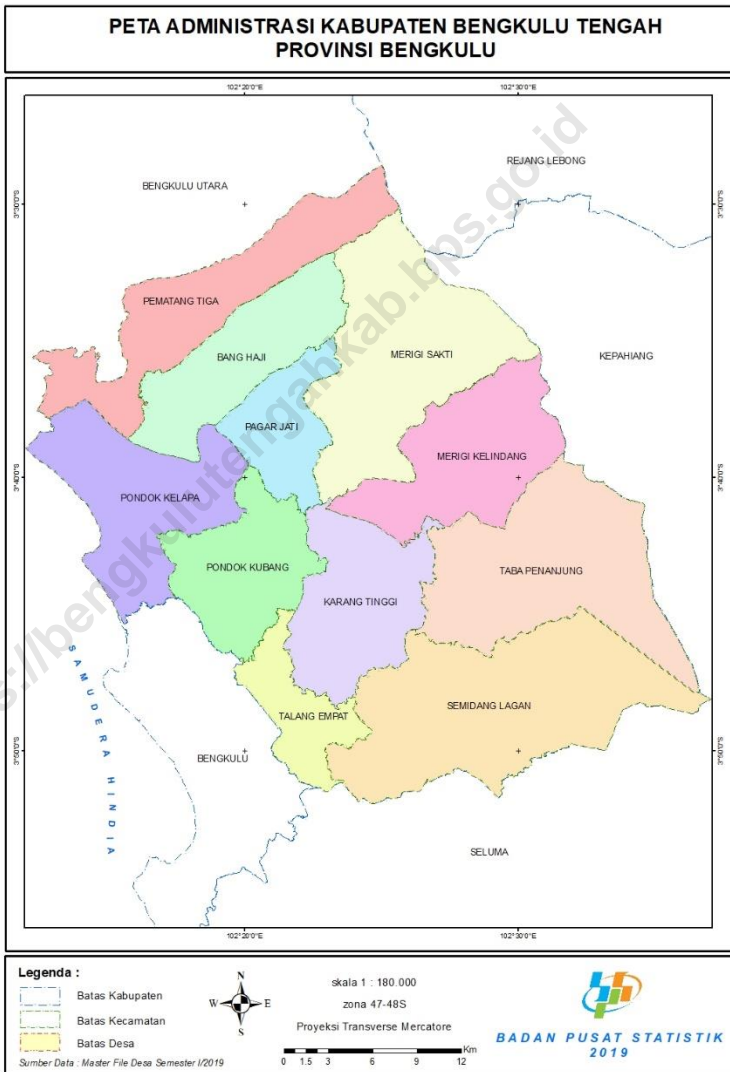 PETA ADMINISTRASI KABUPATEN BENGKULU TENGAH
PROVINSI BENGKULU
102°20'0"E
102°30'0"E
REJANG LEBONG
BENGKULU UTARA
3°30'0"S
3°30'0"S
PEMATANG TIGA
BANG HAJI
MERIGI SAKTI
KEPAHIANG
PAGAR JATI
MERIGI KELINDANG
3°40'0"S
3°40'0"S
PONDOK KELAPA
PONDOK KUBANG
TABA PENANJUNG
KARANG TINGGI
SAMUDERA HINDIA
SEMIDANG LAGAN
TALANG EMPAT
3°50'0"S
3°50'0"S
BENGKULU
SELUMA
102°20'0"E
102°30'0"E
s://bengkulutengahkab.bps.go.id
Legenda :
Batas Kabupaten
Batas Kecamatan
Batas Desa
Sumber Data : Master File Desa Semester I/2019
N
W
E
S
skala 1 : 180.000
zona 47-48S
Proyeksi Transverse Mercatore
Km
0 1.5 3 6 9 12
BADAN PUSAT STATISTIK
2019